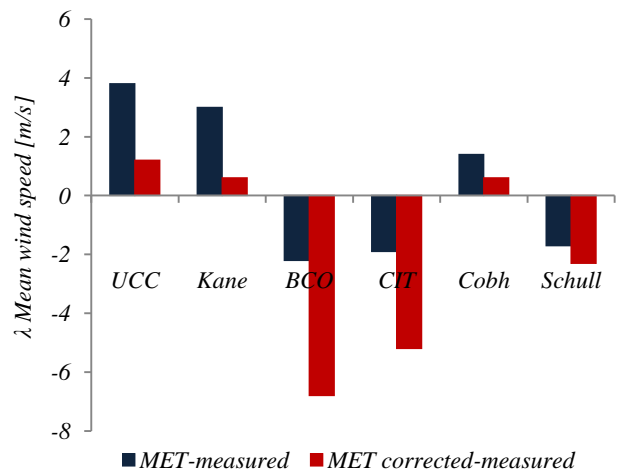 λ Mean wind speed [m/s]
6
4
2
0
-2
-4
-6
-8
UCC Kane BCO CIT Cobh Schull
MET-measured MET corrected-measured